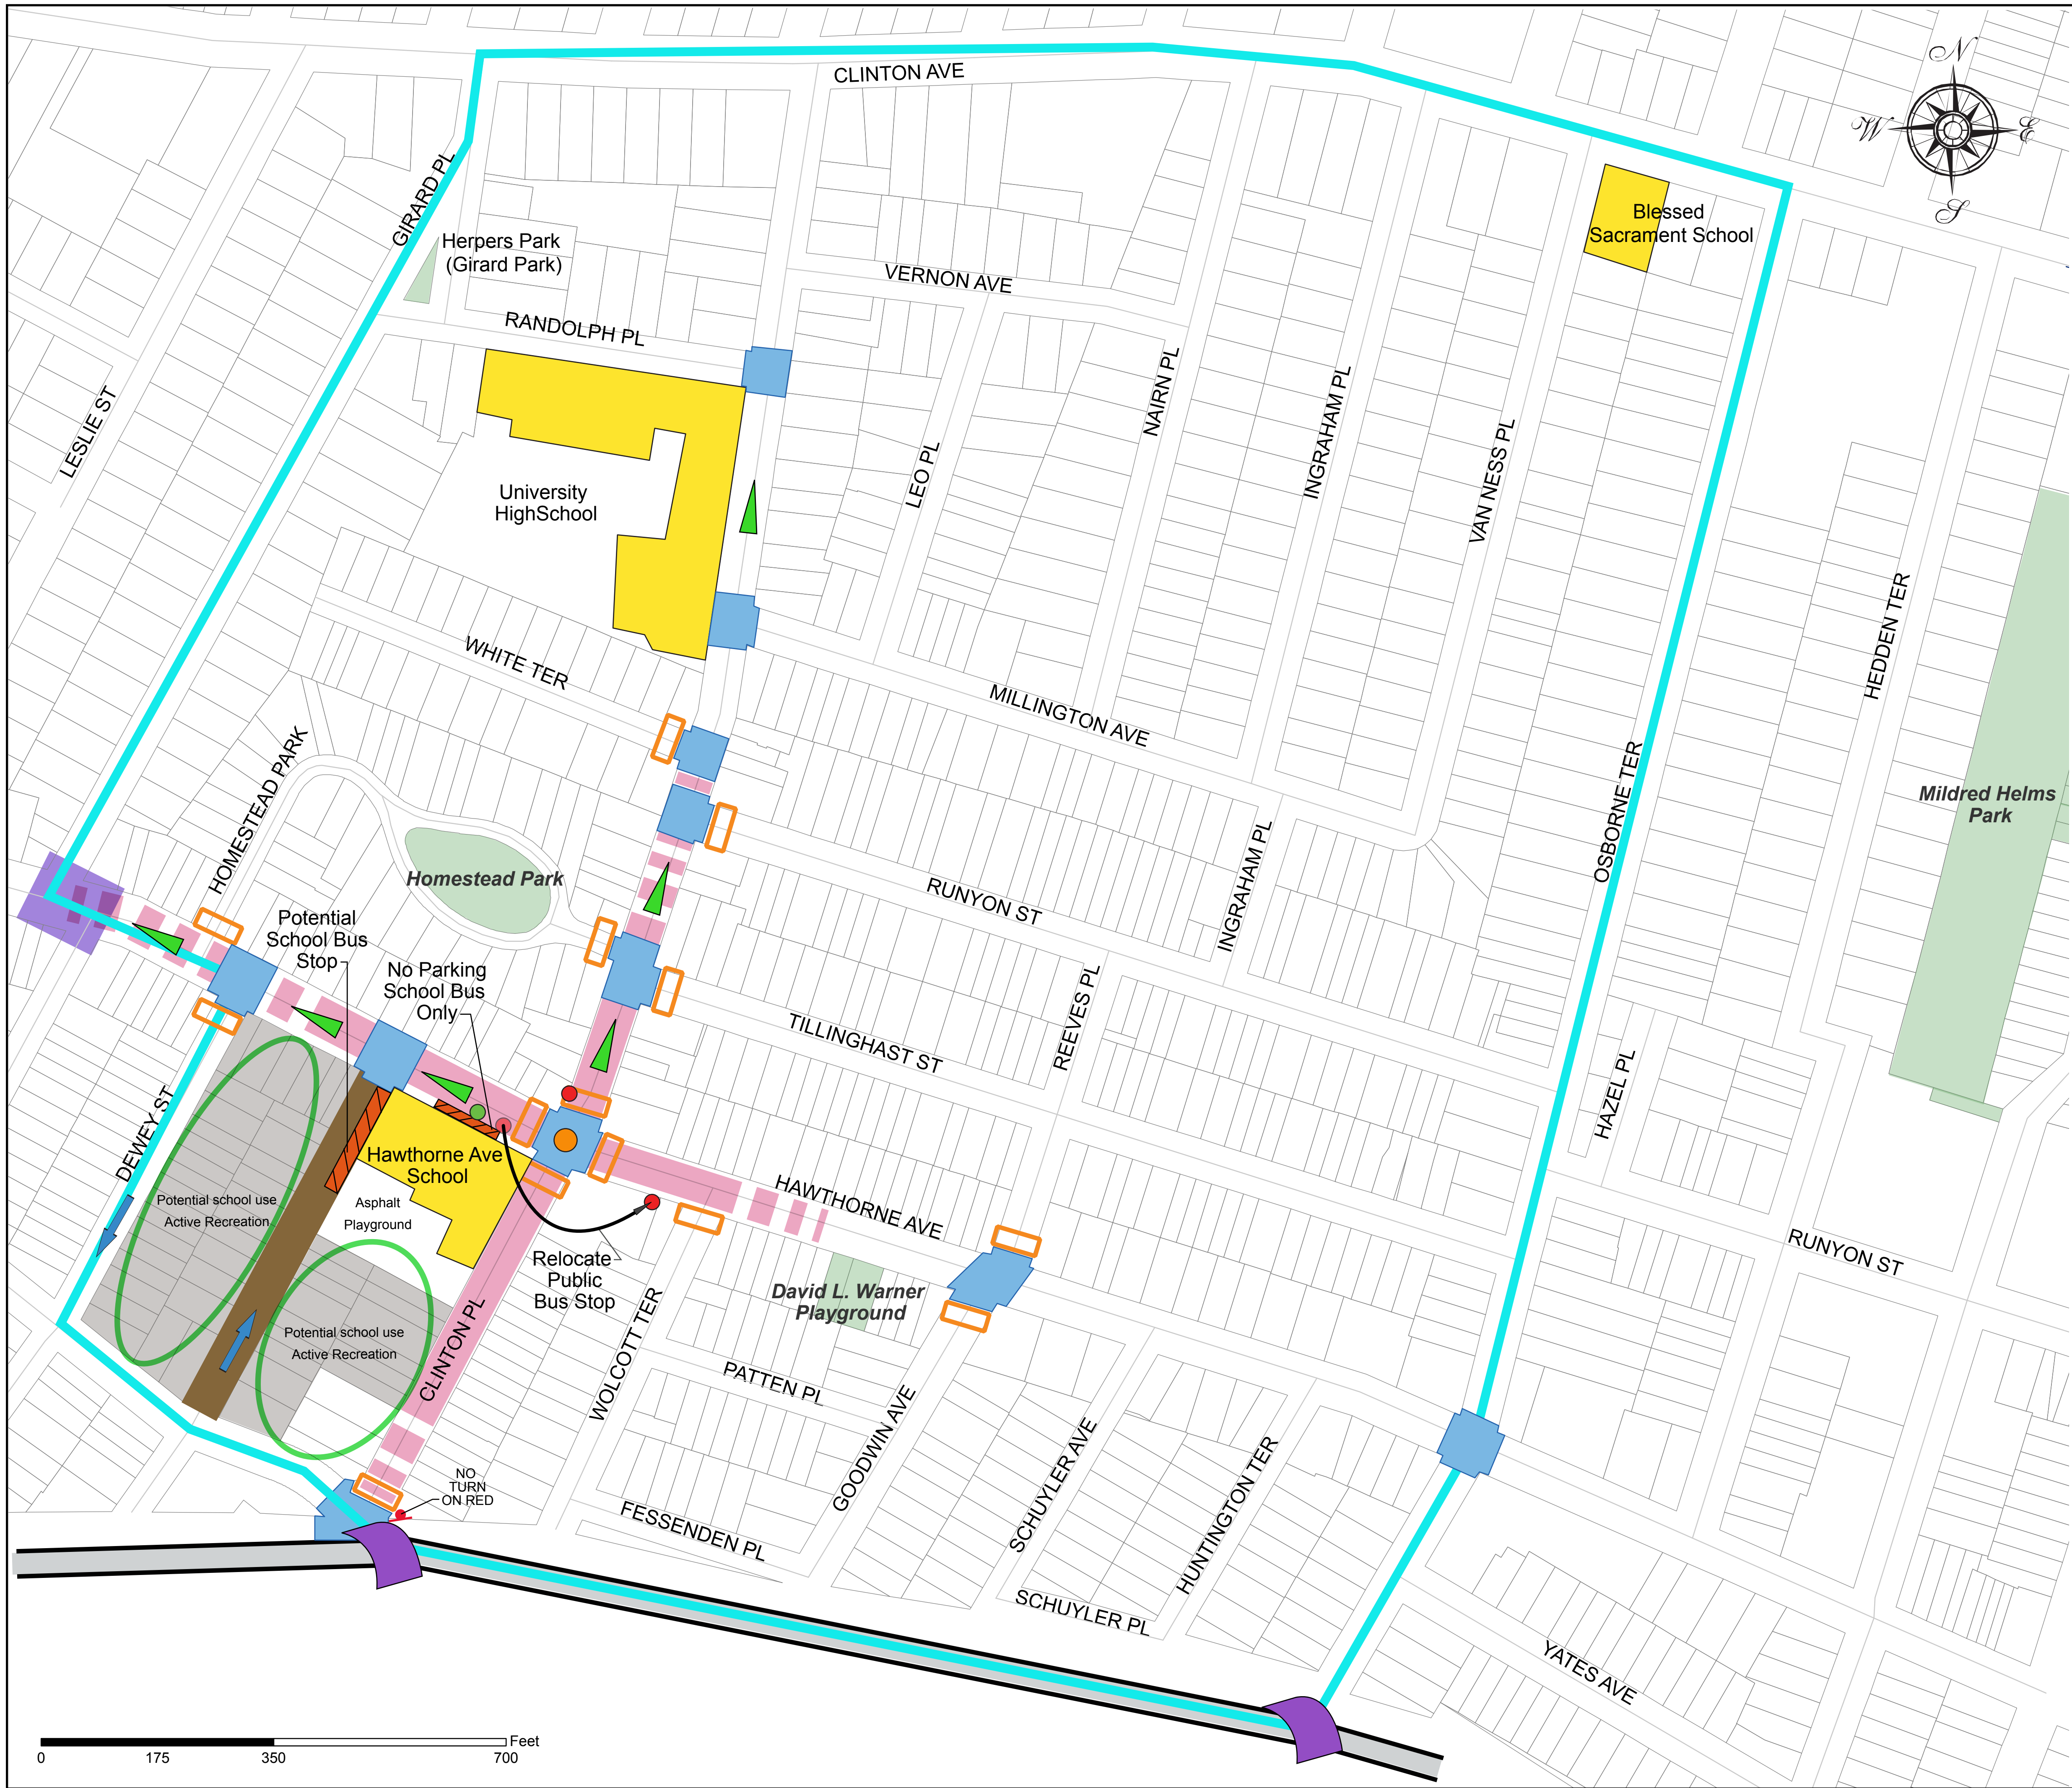 CLINTON AVE
N
W
E
S
GIRARD PL
Blessed
Sacrament School
Herpers Park
(Girard Park)
VERNON AVE
RANDOLPH PL
LESLIE ST
NAIRN PL
INGRAHAM PL
LEO PL
VAN NESS PL
University
HighSchool
HEDDEN TER
WHITE TER
MILLINGTON AVE
HOMESTEAD PARK
OSBORNE TER
Mildred Helms
Park
Homestead Park
RUNYON ST
INGRAHAM PL
Potential
School Bus
Stop
No Parking
School Bus
Only
TILLINGHAST ST
REEVES PL
HAZEL PL
DEWEY ST
Hawthorne Ave
School
Potential school use
Active Recreation
Asphalt
Playground
HAWTHORNE AVE
RUNYON ST
Relocate
Public
Bus Stop
David L. Warner
Playground
Potential school use
Active Recreation
CLINTON PL
WOLCOTT TER
PATTEN PL
GOODWIN AVE
SCHUYLER AVE
HUNTINGTON TER
NO
TURN
ON RED
FESSENDEN PL
SCHUYLER PL
YATES AVE
Feet
0 175 350 700